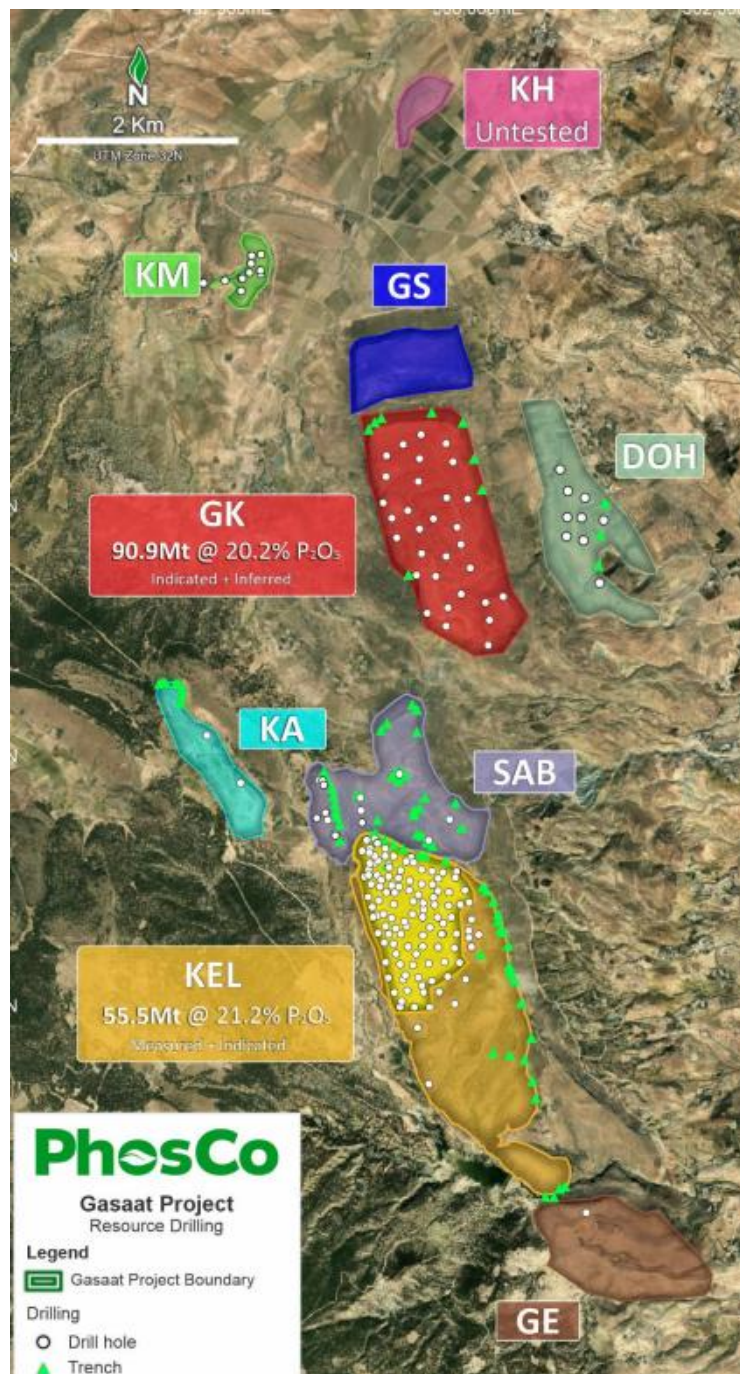 N
2 Km
UTM Zone 32N
KH
Untested
KM
GS
DOH
GK
90.9Mt @ 20.2% P₂O₅
Indicated + Inferred
KA
SAB
KEL
55.5Mt @ 21.2% P₂O₅
Measured + Indicated
PhosCo
Gasaat Project
Resource Drilling
Legend
Gasaat Project Boundary
Drilling
Drill hole
Trench
GE